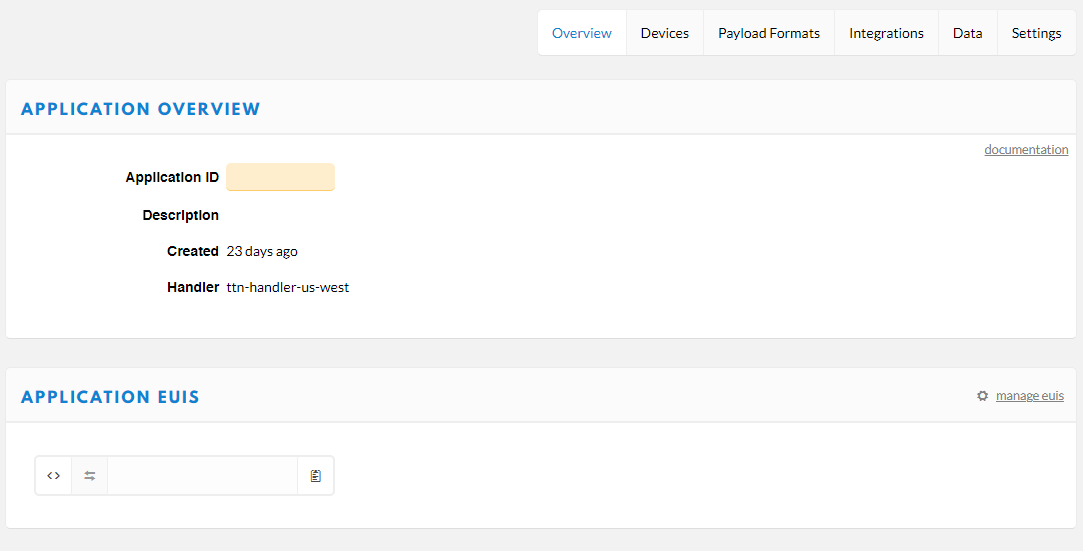 Overview Devices Payload Formats Integrations Data Settings
APPLICATION OVERVIEW
documentation
Application ID
Description
Created 23 days ago
Handler ttn-handler-us-west
APPLICATION EUIS
manage euis